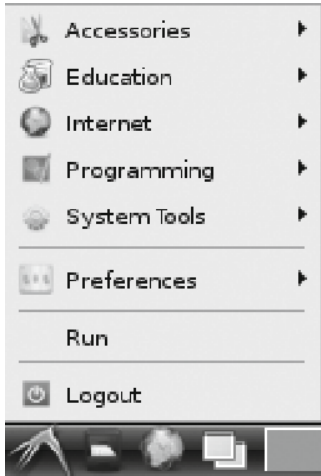 Accessories
Education
Internet
Programming
System Tools
Preferences
Run
Logout